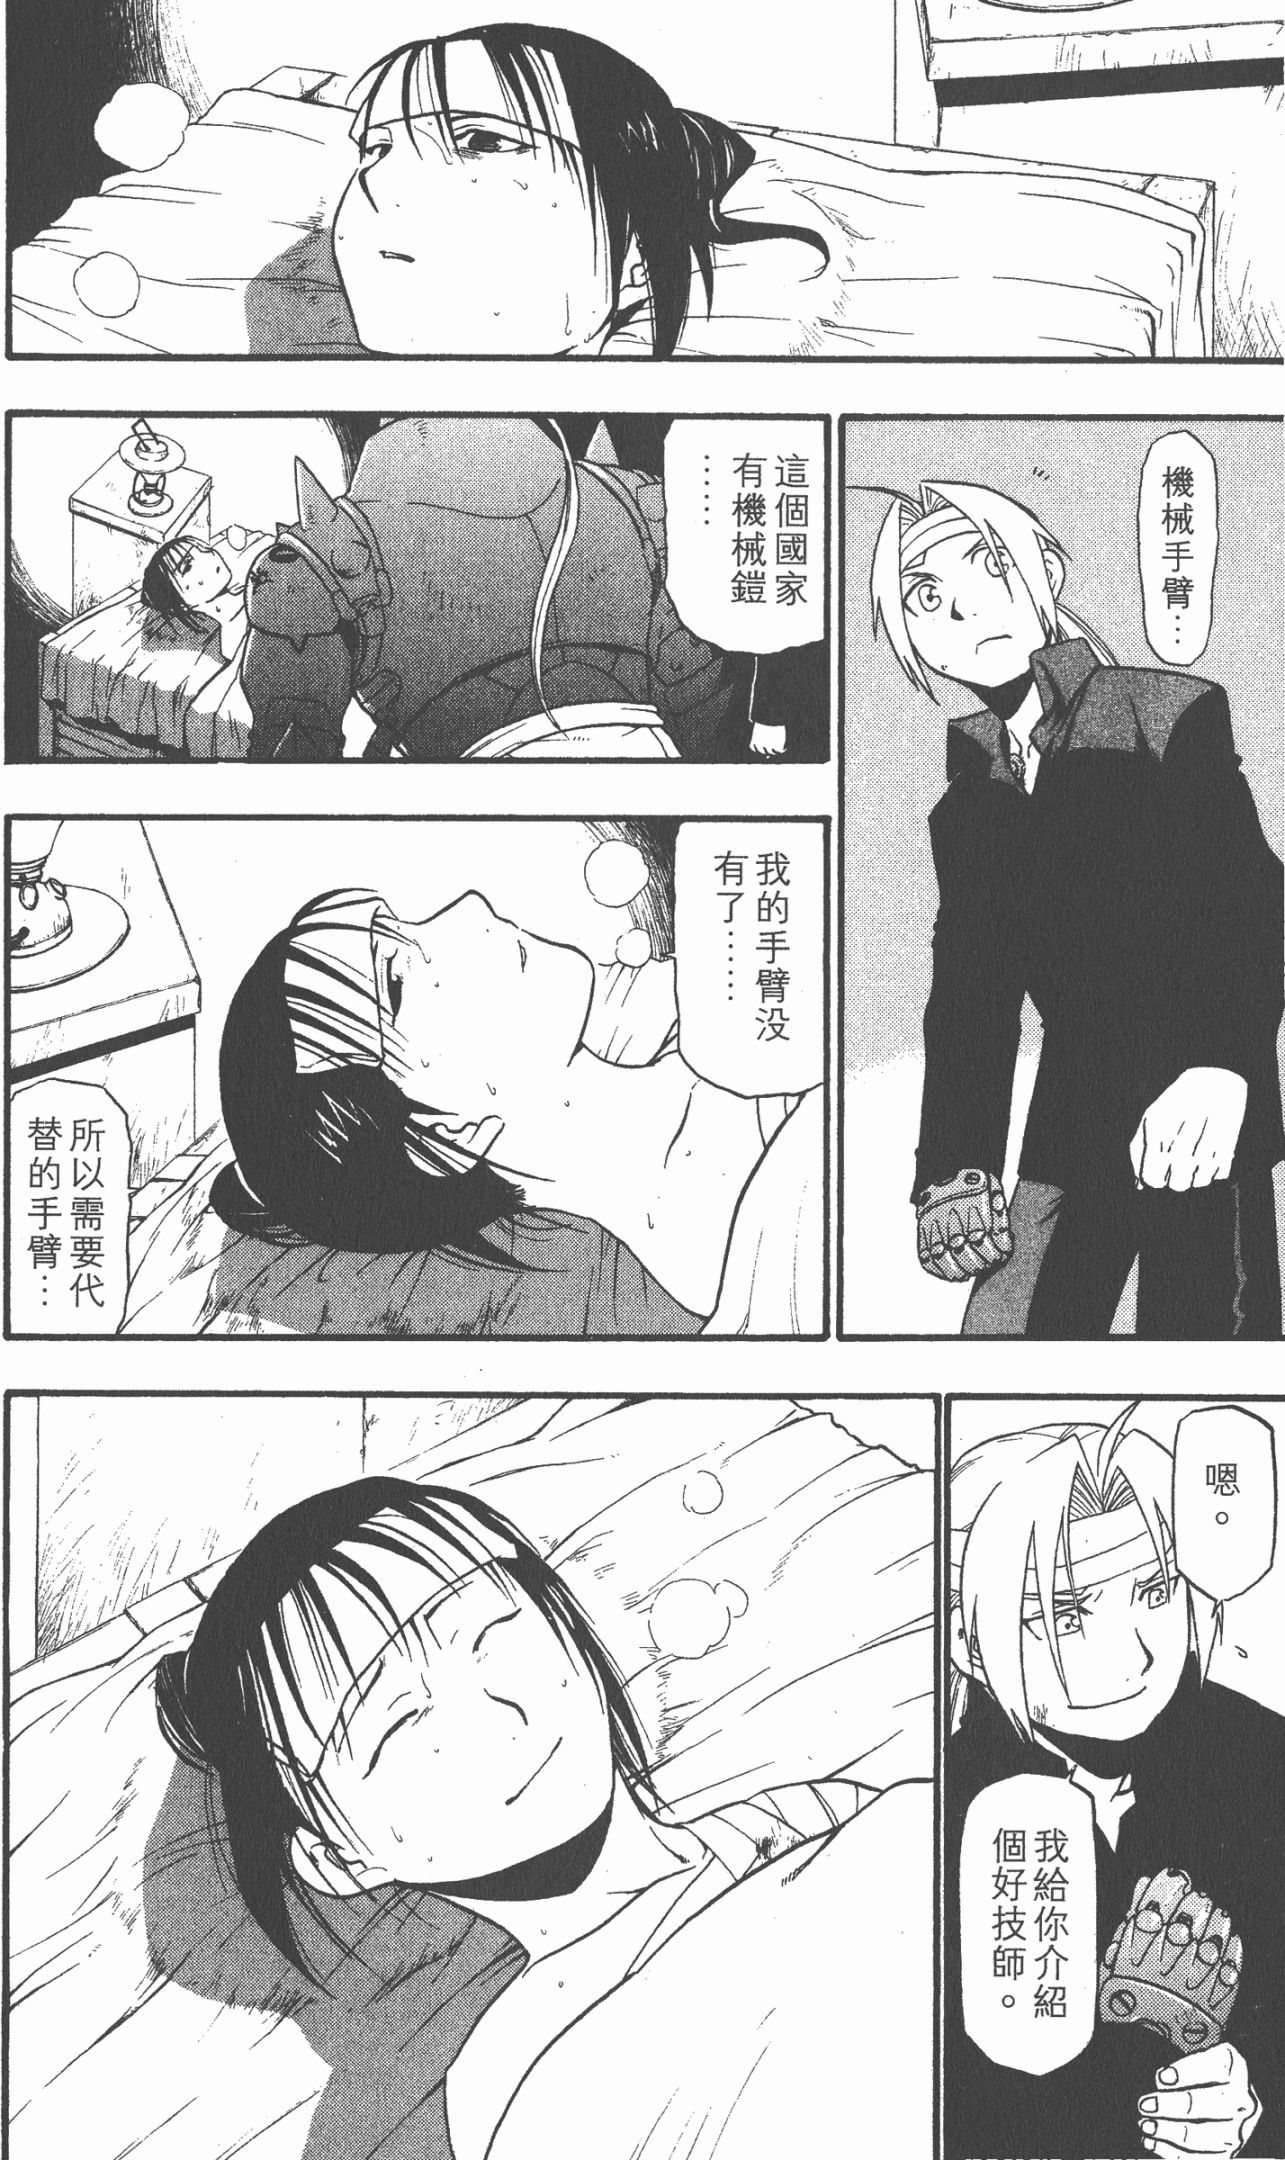 機械手臂…
這個國家
有機械鎧
……
我的手臂没
有了……
所以需要代
替的手臂…
嗯。
我給你介紹
個好技師。